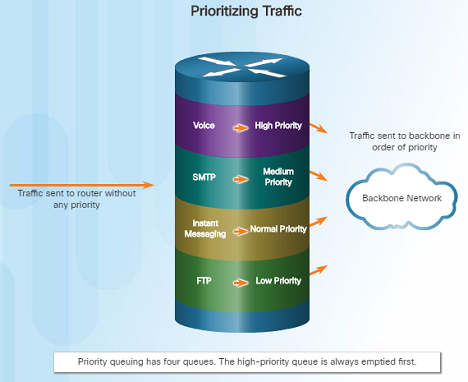 Prioritizing Traffic
Voice
High Priority
SMTP
Medium
Priority
Instant
Messaging
Normal Priority
FTP
Low Priority
Traffic sent to router without
any priority
Traffic sent to backbone in
order of priority
Backbone Network
Priority queuing has four queues. The high-priority queue is always emptied first.